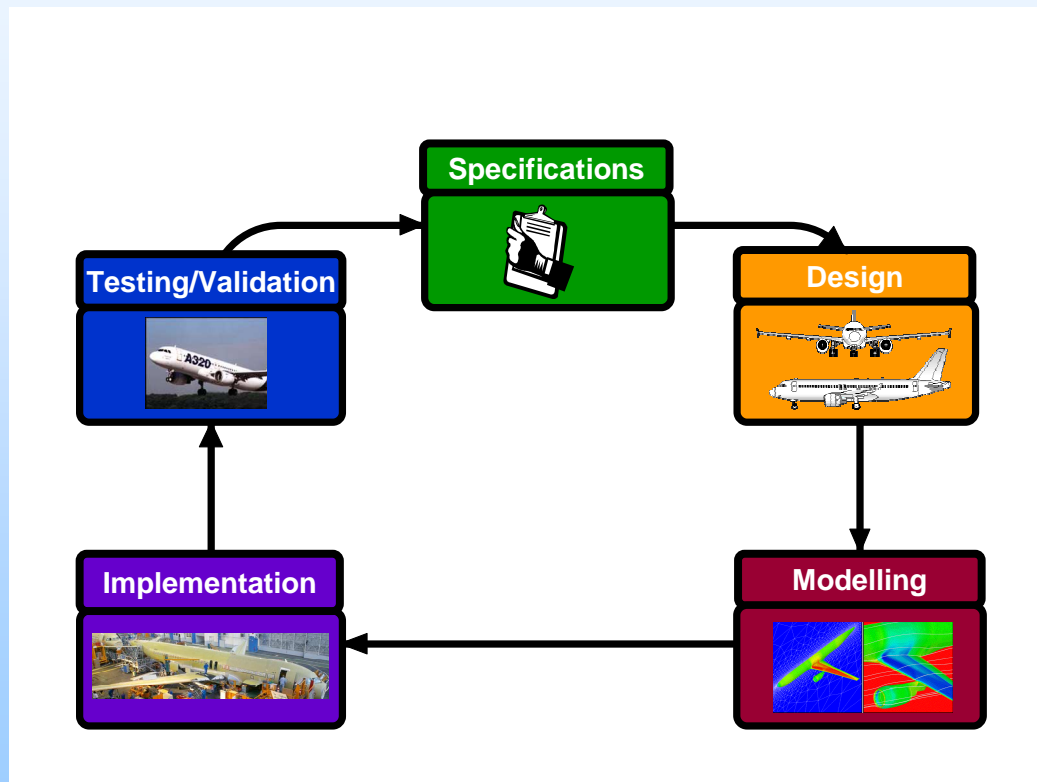 Specifications
Testing/Validation
Design
A320
Implementation
Modelling